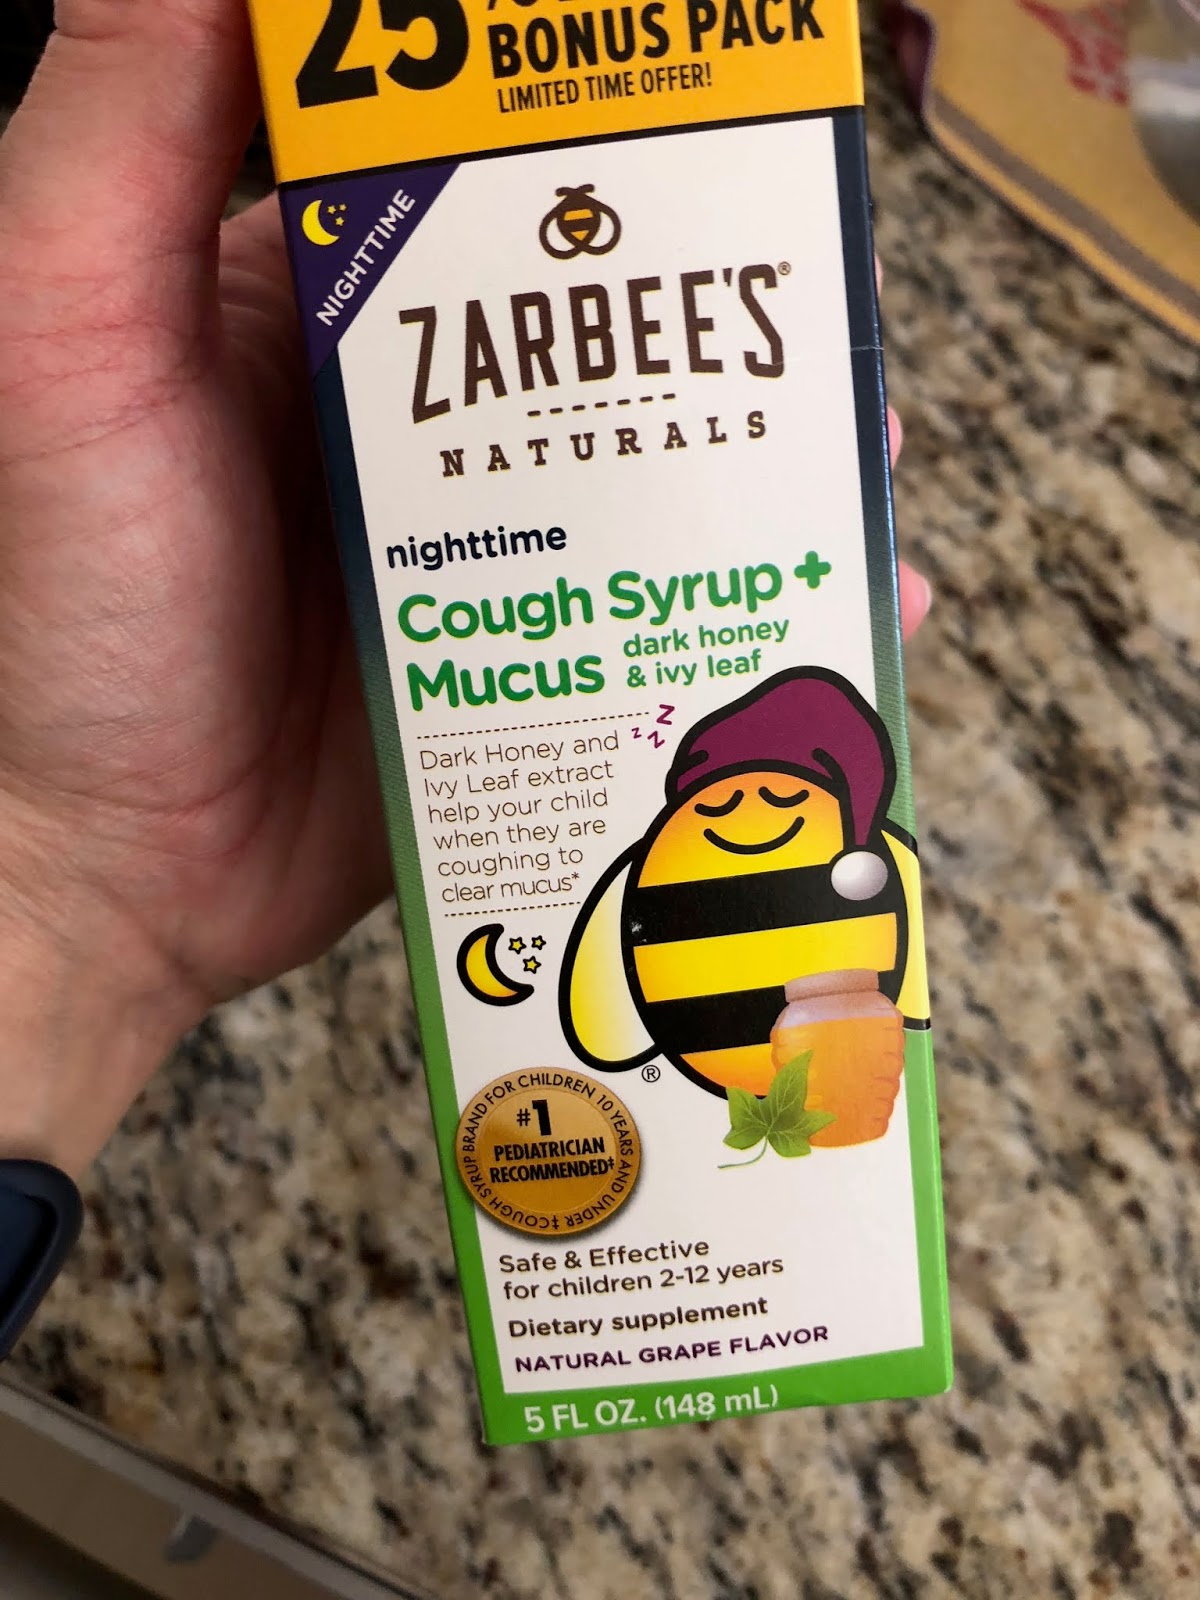 25%
BONUS PACK
LIMITED TIME OFFER!
NIGHTTIME
ZARBEE'S®
NATURALS
nighttime
Cough Syrup +
Mucus
dark honey
& ivy leaf
Dark Honey and
Ivy Leaf extract
help your child
when they are
coughing to
clear mucus*
z z z
®
#1
PEDIATRICIAN
RECOMMENDED‡
‡COUGH SYRUP BRAND FOR CHILDREN 10 YEARS AND UNDER
Safe & Effective
for children 2-12 years
Dietary supplement
NATURAL GRAPE FLAVOR
5 FL OZ. (148 mL)